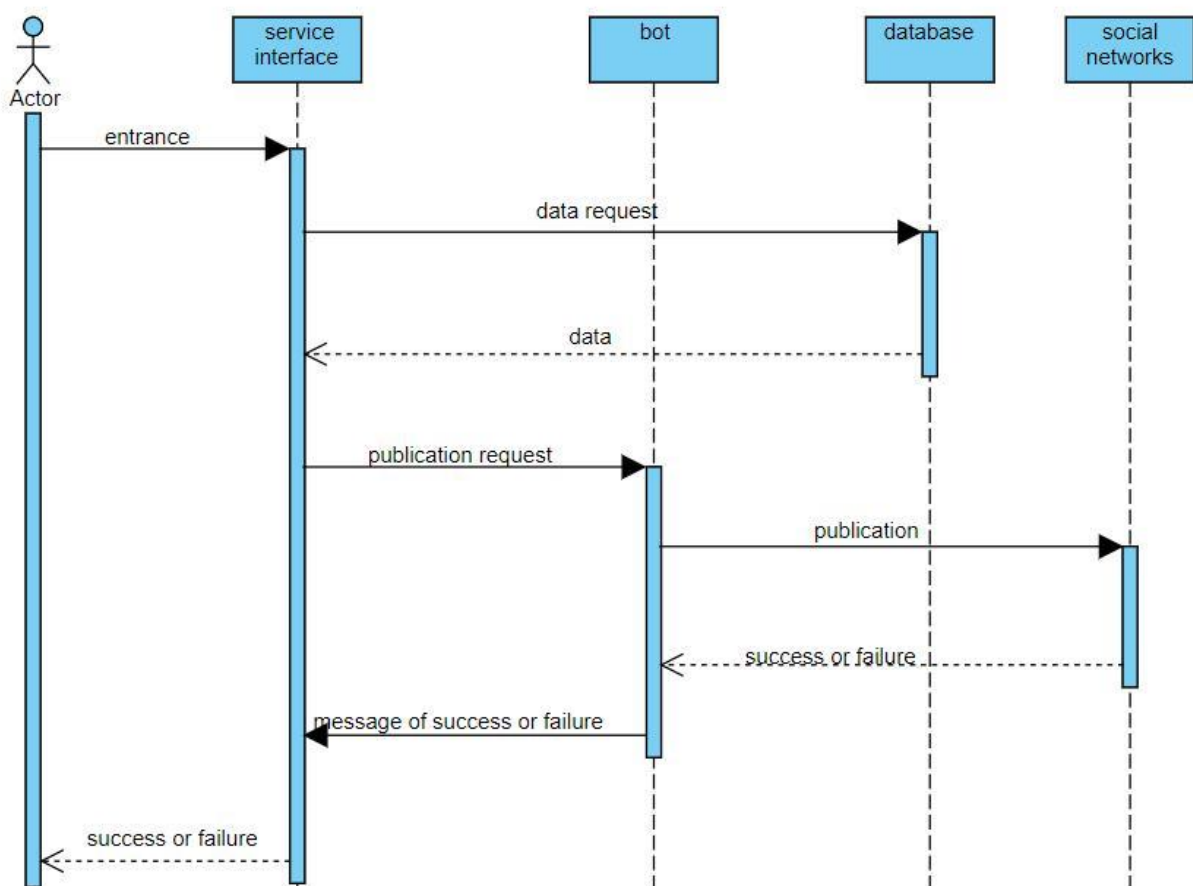 service
interface
bot
database
social
networks
Actor
entrance
data request
data
publication request
publication
success or failure
message of success or failure
success or failure